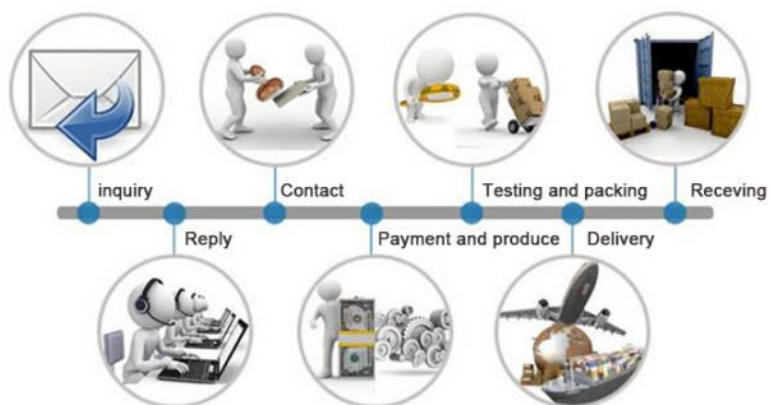 inquiry
Contact
Testing and packing
Receving
Reply
Payment and produce
Delivery